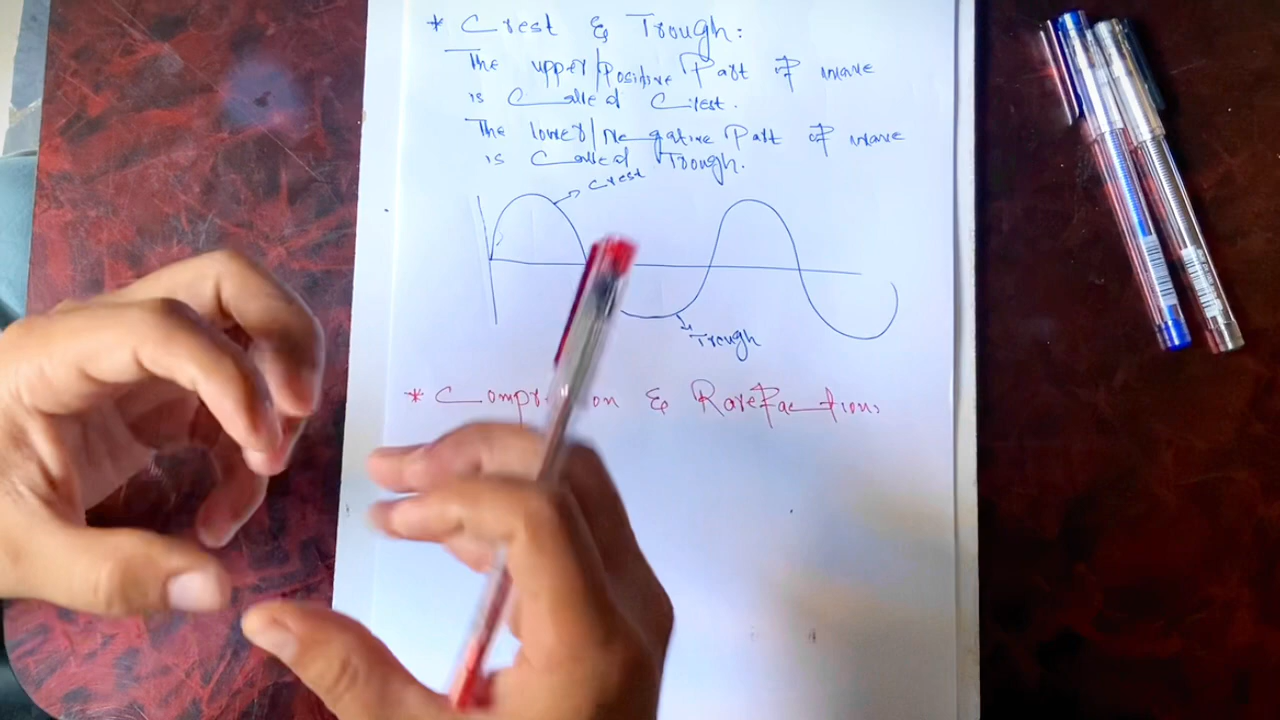 * Crest & Trough:
The upper/Positive Part of wave
is Called Crest.
The lower/Negative Part of wave
is Called Trough.
Crest
Trough
* & Rarefactions